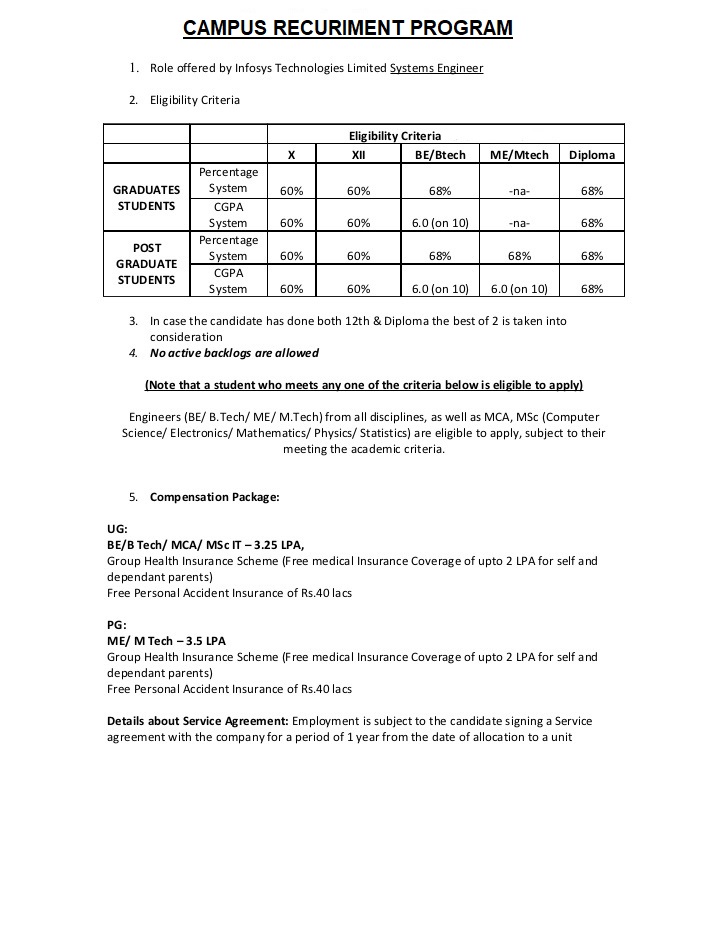 CAMPUS RECURIMENT PROGRAM
1. Role offered by Infosys Technologies Limited Systems Engineer
2. Eligibility Criteria
Eligibility Criteria
X XII BE/Btech ME/Mtech Diploma
GRADUATES STUDENTS
Percentage System 60% 60% 68% -na- 68%
CGPA System 60% 60% 6.0 (on 10) -na- 68%
POST GRADUATE STUDENTS
Percentage System 60% 60% 68% 68% 68%
CGPA System 60% 60% 6.0 (on 10) 6.0 (on 10) 68%
3. In case the candidate has done both 12th & Diploma the best of 2 is taken into
consideration
4. No active backlogs are allowed
(Note that a student who meets any one of the criteria below is eligible to apply)
Engineers (BE/ B.Tech/ ME/ M.Tech) from all disciplines, as well as MCA, MSc (Computer
Science/ Electronics/ Mathematics/ Physics/ Statistics) are eligible to apply, subject to their
meeting the academic criteria.
5. Compensation Package:
UG:
BE/B Tech/ MCA/ MSc IT – 3.25 LPA,
Group Health Insurance Scheme (Free medical Insurance Coverage of upto 2 LPA for self and
dependant parents)
Free Personal Accident Insurance of Rs.40 lacs
PG:
ME/ M Tech – 3.5 LPA
Group Health Insurance Scheme (Free medical Insurance Coverage of upto 2 LPA for self and
dependant parents)
Free Personal Accident Insurance of Rs.40 lacs
Details about Service Agreement: Employment is subject to the candidate signing a Service
agreement with the company for a period of 1 year from the date of allocation to a unit